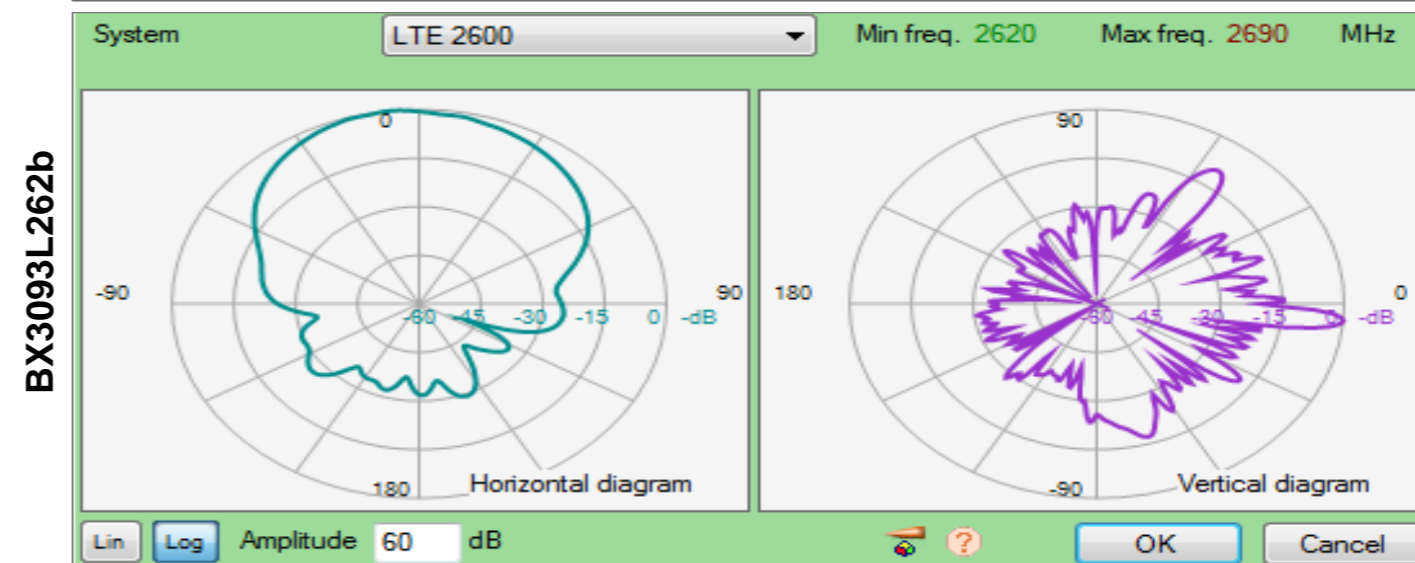 BX3093L262b
System LTE 2600 Min freq. 2620 Max freq. 2690 MHz
0
-90 90
-60 -45 -30 -15 0 -dB
180 Horizontal diagram
90
180 0
-60 -45 -30 -15 0 -dB
-90 Vertical diagram
Lin Log Amplitude 60 dB ? OK Cancel